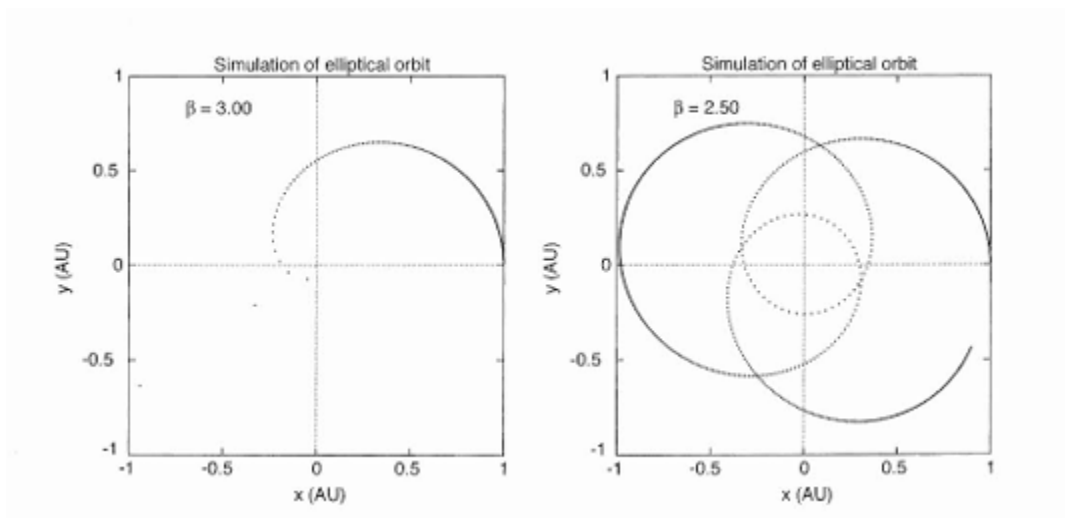 Simulation of elliptical orbit
β = 3.00
1
0.5
0
-0.5
-1
y (AU)
-1
-0.5
0
0.5
1
x (AU)
Simulation of elliptical orbit
β = 2.50
1
0.5
0
-0.5
-1
y (AU)
-1
-0.5
0
0.5
1
x (AU)